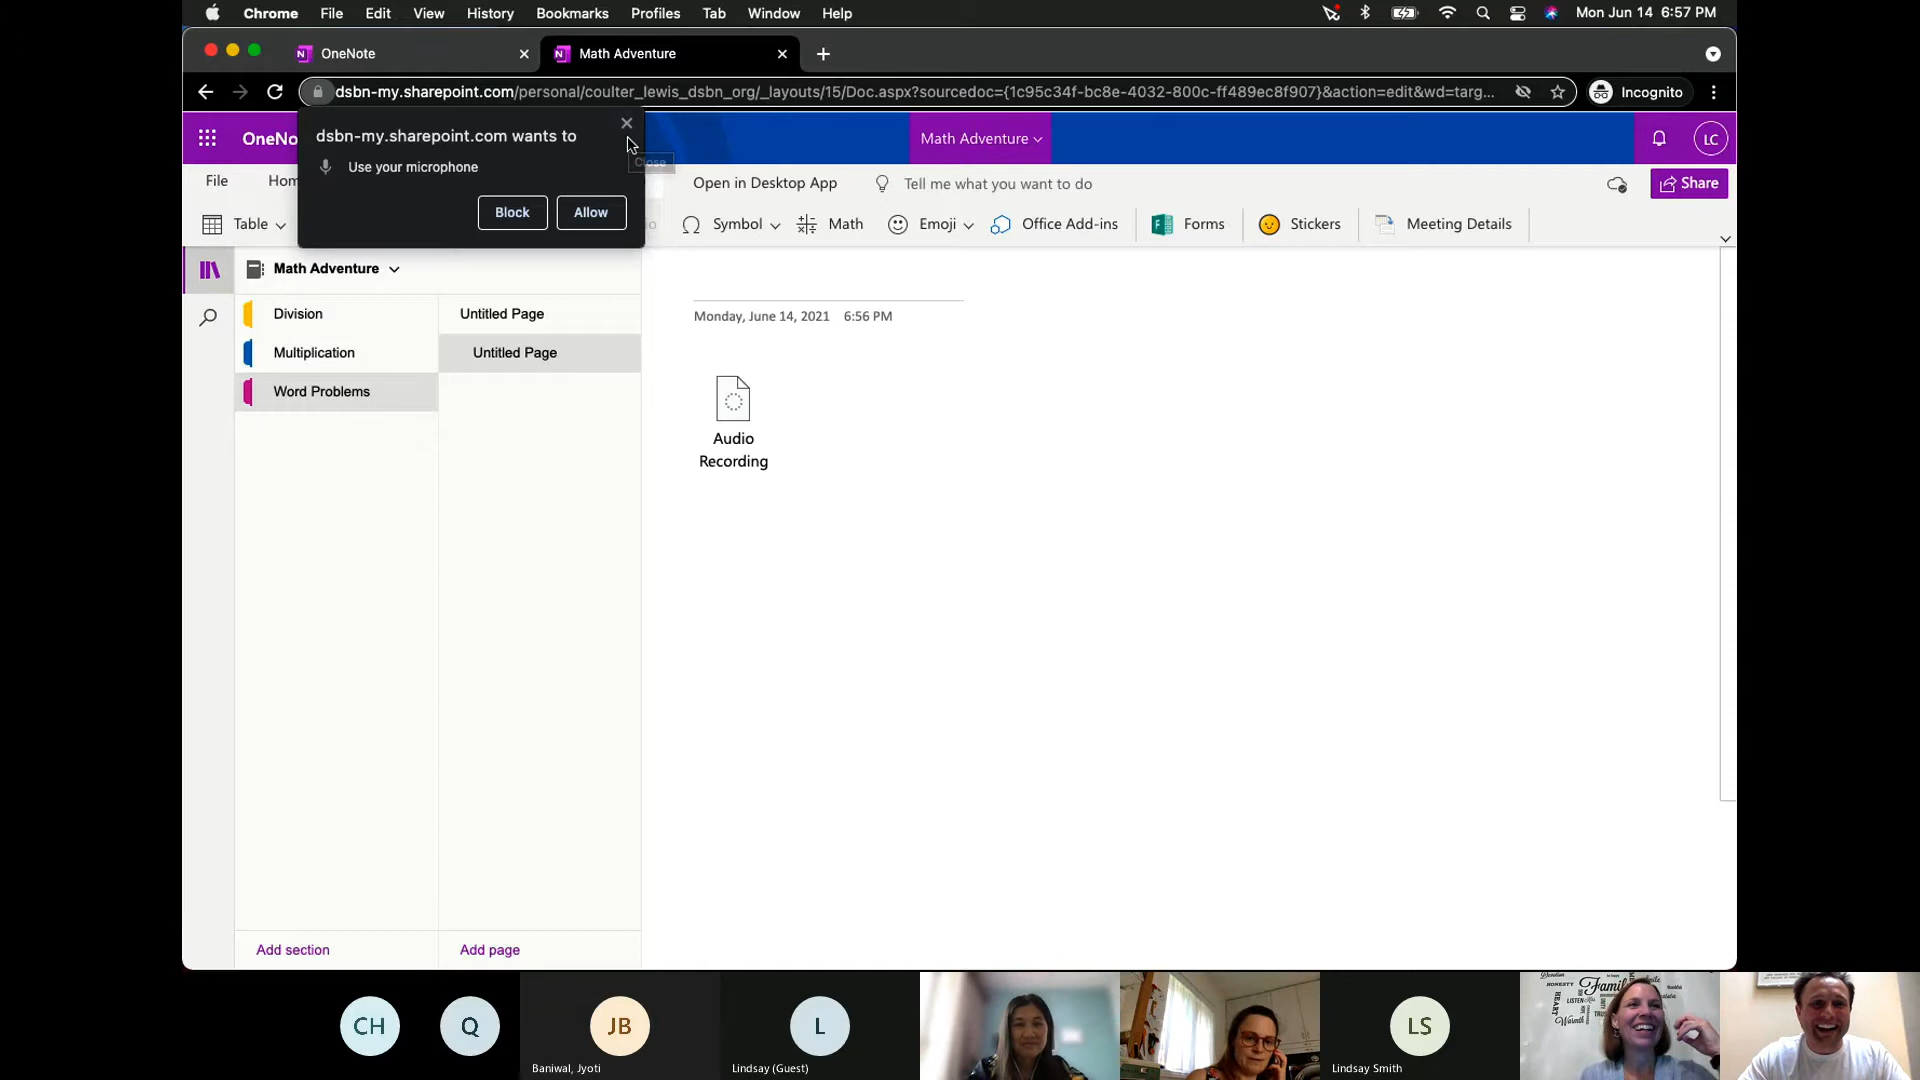 Chrome File Edit View History Bookmarks Profiles Tab Window Help
Mon Jun 14 6:57 PM
OneNote
Math Adventure
dsbn-my.sharepoint.com/personal/coulter_lewis_dsbn_org/_layouts/15/Doc.aspx?sourcedoc={1c95c34f-bc8e-4032-800c-ff489ec8f907}&action=edit&wd=targ...
Incognito
dsbn-my.sharepoint.com wants to
Use your microphone
Block Allow
Close
OneNo
Math Adventure
LC
File Hom
Open in Desktop App
Tell me what you want to do
Share
Table
Symbol
Math
Emoji
Office Add-ins
Forms
Stickers
Meeting Details
Math Adventure
Division
Multiplication
Word Problems
Untitled Page
Untitled Page
Monday, June 14, 2021 6:56 PM
Audio
Recording
Add section
Add page
CH
Q
JB
Baniwal, Jyoti
L
Lindsay (Guest)
LS
Lindsay Smith
HONESTY
HEART
LISTEN
Warmth